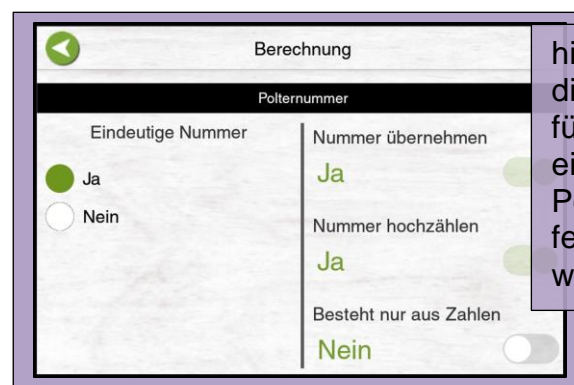 Berechnung
Polternummer
Eindeutige Nummer
Ja
Nein
Nummer übernehmen
Ja
Nummer hochzählen
Ja
Besteht nur aus Zahlen
Nein